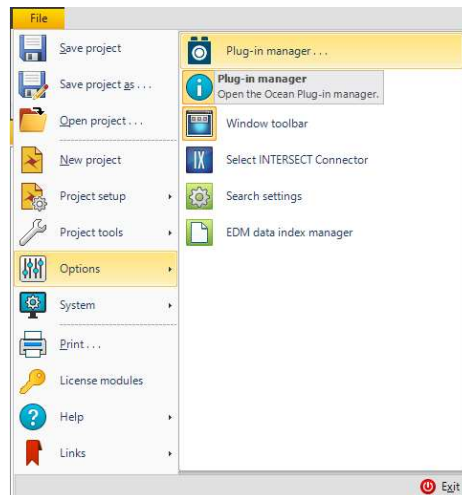 File
Save project
Save project as...
Open project...
New project
Project setup
Project tools
Options
System
Print...
License modules
Help
Links
Plug-in manager...
Plug-in manager
Open the Ocean Plug-in manager.
Window toolbar
IX
Select INTERSECT Connector
Search settings
EDM data index manager
Exit